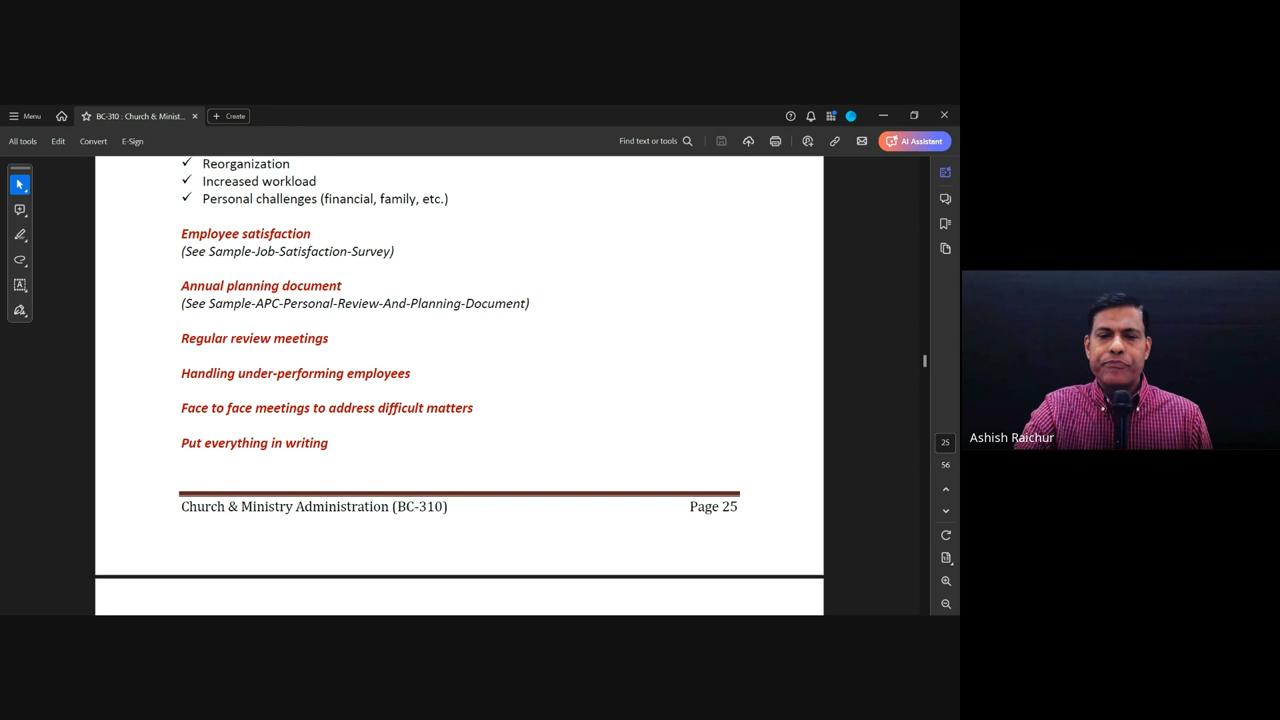 Menu
BC-310 : Church & Minist...
Create
All tools
Edit
Convert
E-Sign
Find text or tools
AI Assistant
✓ Reorganization
✓ Increased workload
✓ Personal challenges (financial, family, etc.)
Employee satisfaction
(See Sample-Job-Satisfaction-Survey)
Annual planning document
(See Sample-APC-Personal-Review-And-Planning-Document)
Regular review meetings
Handling under-performing employees
Face to face meetings to address difficult matters
Put everything in writing
Church & Ministry Administration (BC-310)
Page 25
25
56
Ashish Raichur